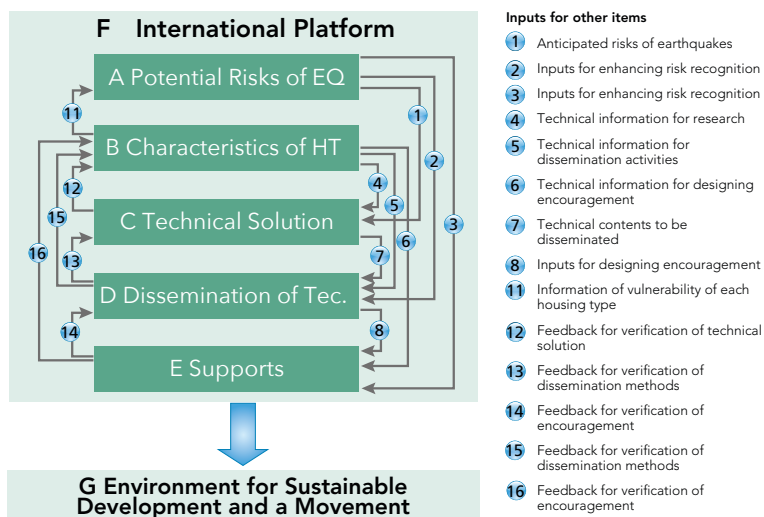 F International Platform
A Potential Risks of EQ
11
1
B Characteristics of HT
2
12
4
15
5
3
C Technical Solution
6
16
7
13
D Dissemination of Tec.
14
8
E Supports
G Environment for Sustainable
Development and a Movement
Inputs for other items
1 Anticipated risks of earthquakes
2 Inputs for enhancing risk recognition
3 Inputs for enhancing risk recognition
4 Technical information for research
5 Technical information for
dissemination activities
6 Technical information for designing
encouragement
7 Technical contents to be
disseminated
8 Inputs for designing encouragement
11 Information of vulnerability of each
housing type
12 Feedback for verification of technical
solution
13 Feedback for verification of
dissemination methods
14 Feedback for verification of
encouragement
15 Feedback for verification of
dissemination methods
16 Feedback for verification of
encouragement